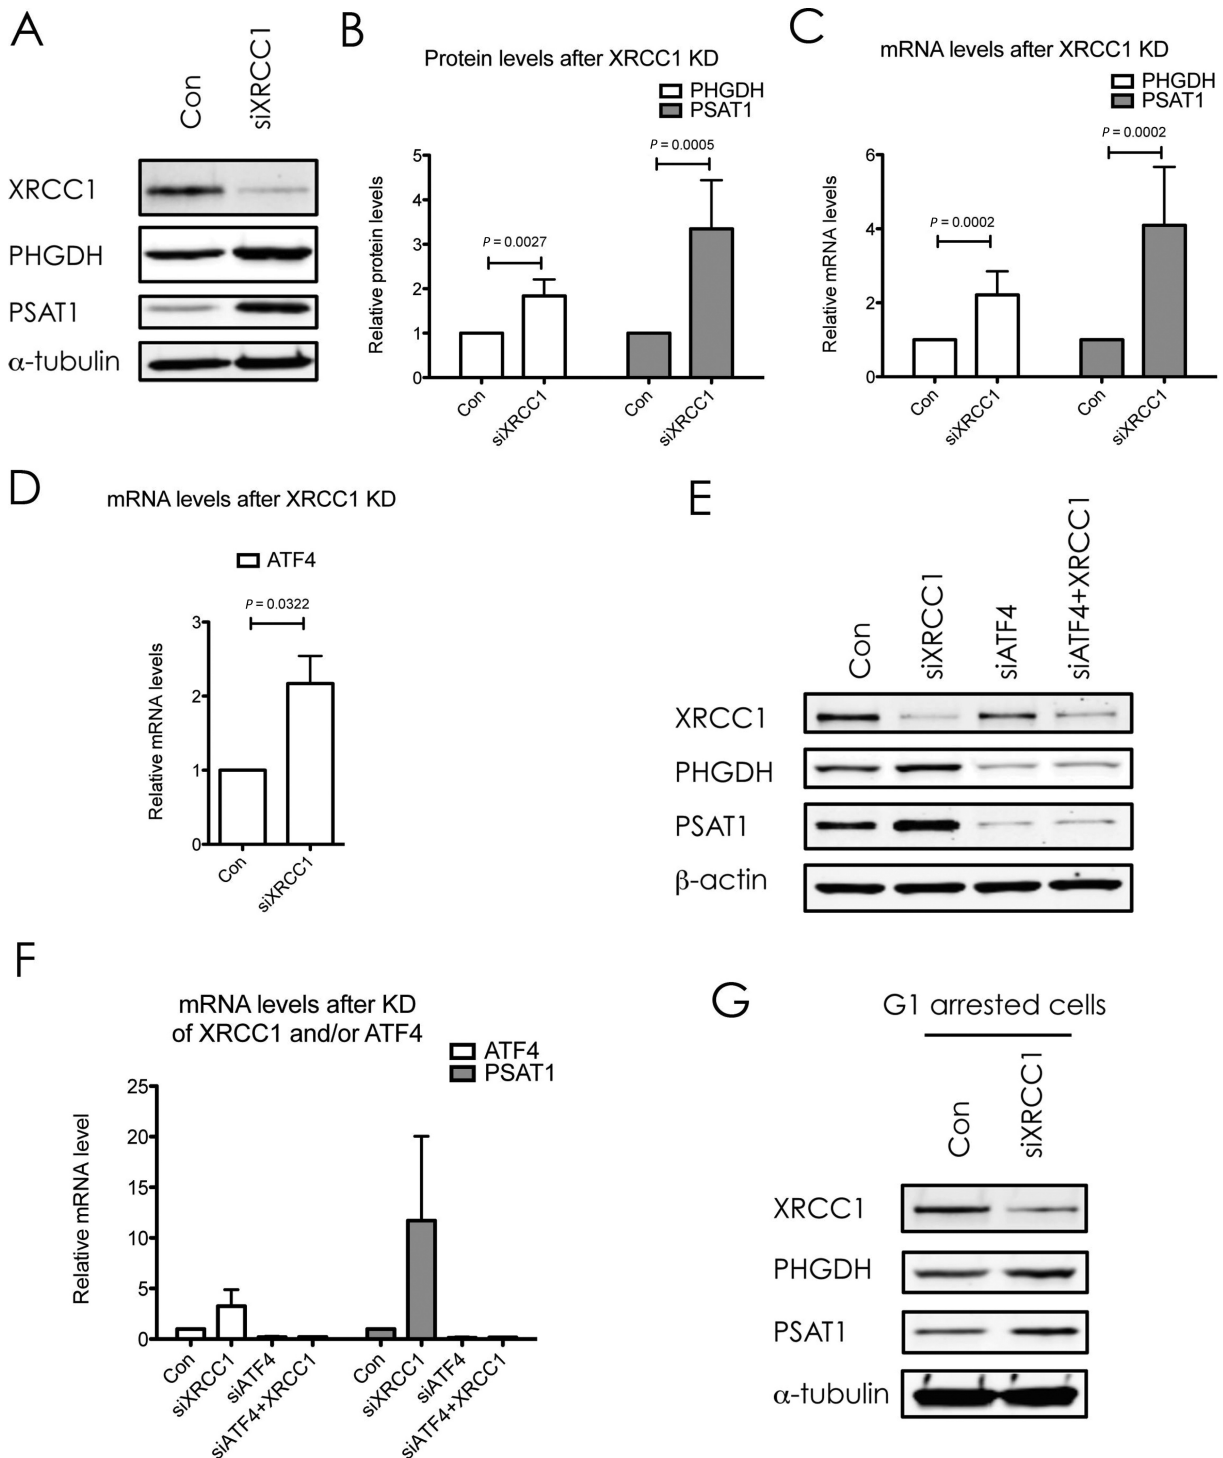 A
Con
siXRCC1
XRCC1
PHGDH
PSAT1
α-tubulin
B
Protein levels after XRCC1 KD
PHGDH
PSAT1
P = 0.0005
P = 0.0027
Relative protein levels
5
4
3
2
1
0
Con
siXRCC1
Con
siXRCC1
C
mRNA levels after XRCC1 KD
PHGDH
PSAT1
P = 0.0002
P = 0.0002
Relative mRNA levels
6
4
2
0
Con
siXRCC1
Con
siXRCC1
D
mRNA levels after XRCC1 KD
ATF4
P = 0.0322
Relative mRNA levels
3
2
1
0
Con
siXRCC1
E
Con
siXRCC1
siATF4
siATF4+XRCC1
XRCC1
PHGDH
PSAT1
β-actin
F
mRNA levels after KD
of XRCC1 and/or ATF4
ATF4
PSAT1
Relative mRNA level
25
20
15
10
5
0
Con
siXRCC1
siATF4
siATF4+XRCC1
Con
siXRCC1
siATF4
siATF4+XRCC1
G
G1 arrested cells
Con
siXRCC1
XRCC1
PHGDH
PSAT1
α-tubulin